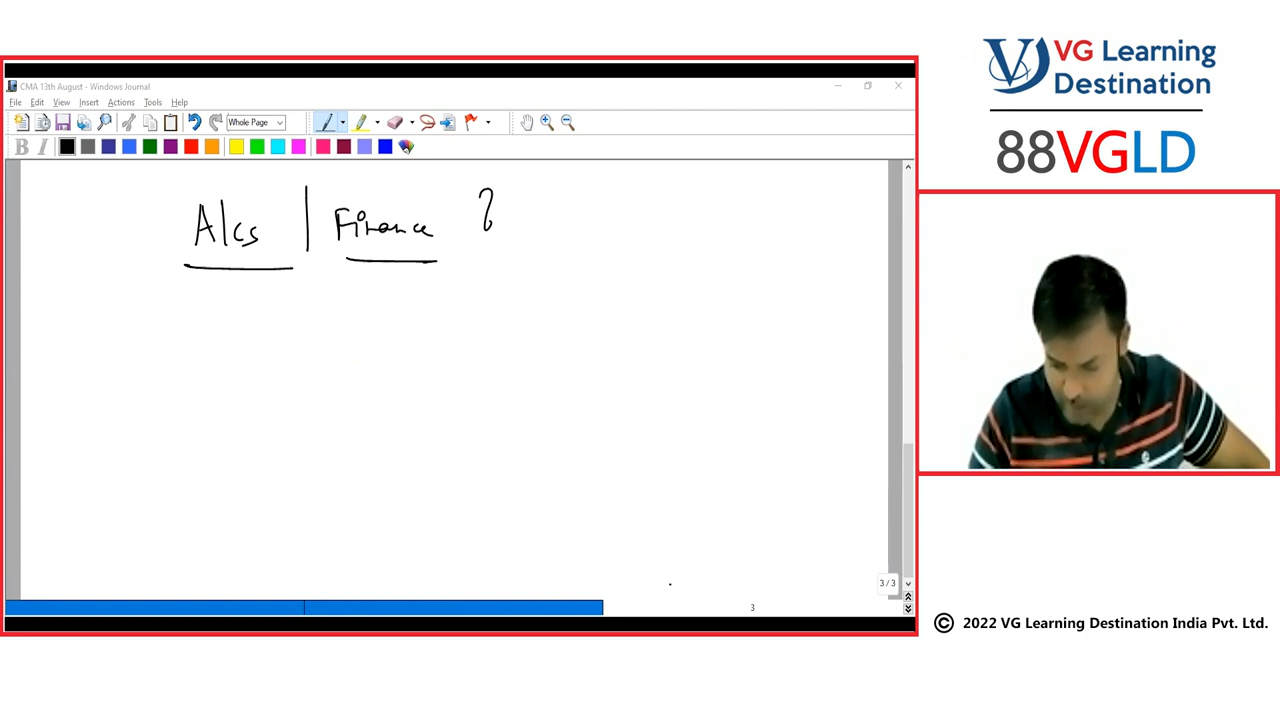 CMA 13th August - Windows Journal
File Edit View Insert Actions Tools Help
Whole Page
B I
A/cs | Finance ?
3 / 3
3
VG Learning
Destination
88VGLD
© 2022 VG Learning Destination India Pvt. Ltd.